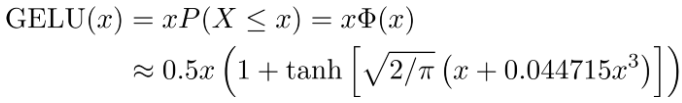 GELU(x) = xP(X ≤ x) = xΦ(x)
≈ 0.5x (1 + tanh [√2/π (x + 0.044715x³)])